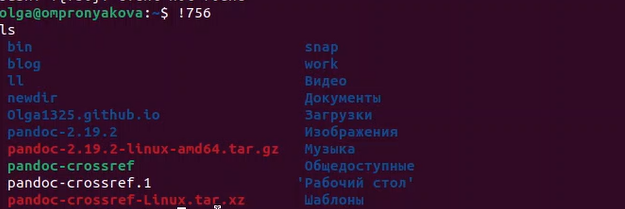 olga@ompronyakova:~$ !756
ls
bin snap
blog work
ll Видео
newdir Документы
Olga1325.github.io Загрузки
pandoc-2.19.2 Изображения
pandoc-2.19.2-linux-amd64.tar.gz Музыка
pandoc-crossref Общедоступные
pandoc-crossref.1 'Рабочий стол'
pandoc-crossref-Linux.tar.xz Шаблоны